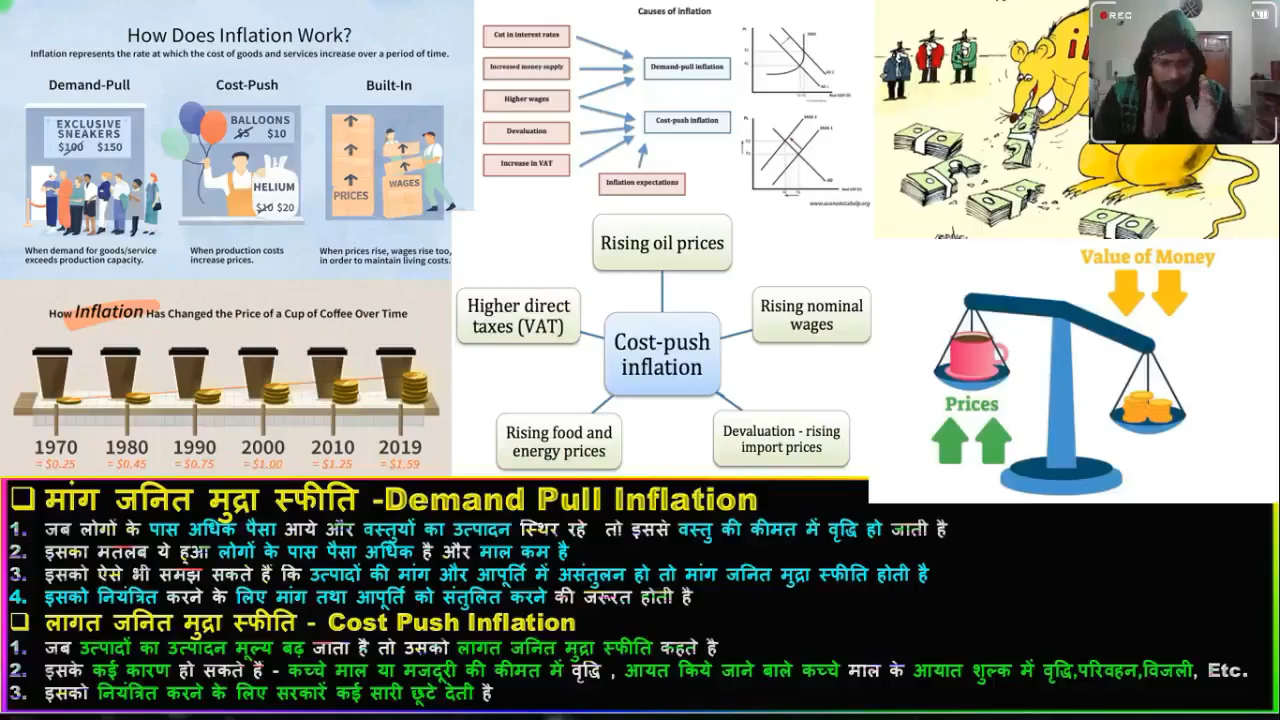 How Does Inflation Work?
Inflation represents the rate at which the cost of goods and services increase over a period of time.
Demand-Pull
Cost-Push
Built-In
EXCLUSIVE
SNEAKERS
$100 $150
BALLOONS
$5 $10
HELIUM
$10 $20
PRICES
WAGES
When demand for goods/service
exceeds production capacity.
When production costs
increase prices.
When prices rise, wages rise too,
in order to maintain living costs.
How Inflation Has Changed the Price of a Cup of Coffee Over Time
1970
1980
1990
2000
2010
2019
= $0.25
= $0.45
= $0.75
= $1.00
= $1.25
= $1.59
Causes of inflation
Cut in interest rates
Increased money supply
Higher wages
Devaluation
Increase in VAT
Inflation expectations
Demand-pull inflation
Cost-push inflation
www.economicshelp.org
Rising oil prices
Higher direct
taxes (VAT)
Rising nominal
wages
Cost-push
inflation
Rising food and
energy prices
Devaluation - rising
import prices
REC
Value of Money
Prices
मांग जनित मुद्रा स्फीति -Demand Pull Inflation
1. जब लोगों के पास अधिक पैसा आये और वस्तुयों का उत्पादन स्थिर रहे तो इससे वस्तु की कीमत में वृद्धि हो जाती है
2. इसका मतलब ये हुआ लोगों के पास पैसा अधिक है और माल कम है
3. इसको ऐसे भी समझ सकते हैं कि उत्पादों की मांग और आपूर्ति में असंतुलन हो तो मांग जनित मुद्रा स्फीति होती है
4. इसको नियंत्रित करने के लिए मांग तथा आपूर्ति को संतुलित करने की जरूरत होती है
लागत जनित मुद्रा स्फीति - Cost Push Inflation
1. जब उत्पादों का उत्पादन मूल्य बढ़ जाता है तो उसको लागत जनित मुद्रा स्फीति कहते है
2. इसके कई कारण हो सकते हैं - कच्चे माल या मजदूरी की कीमत में वृद्धि , आयत किये जाने बाले कच्चे माल के आयात शुल्क में वृद्धि,परिवहन,विजली, Etc.
3. इसको नियंत्रित करने के लिए सरकारें कई सारी छूटे देती है